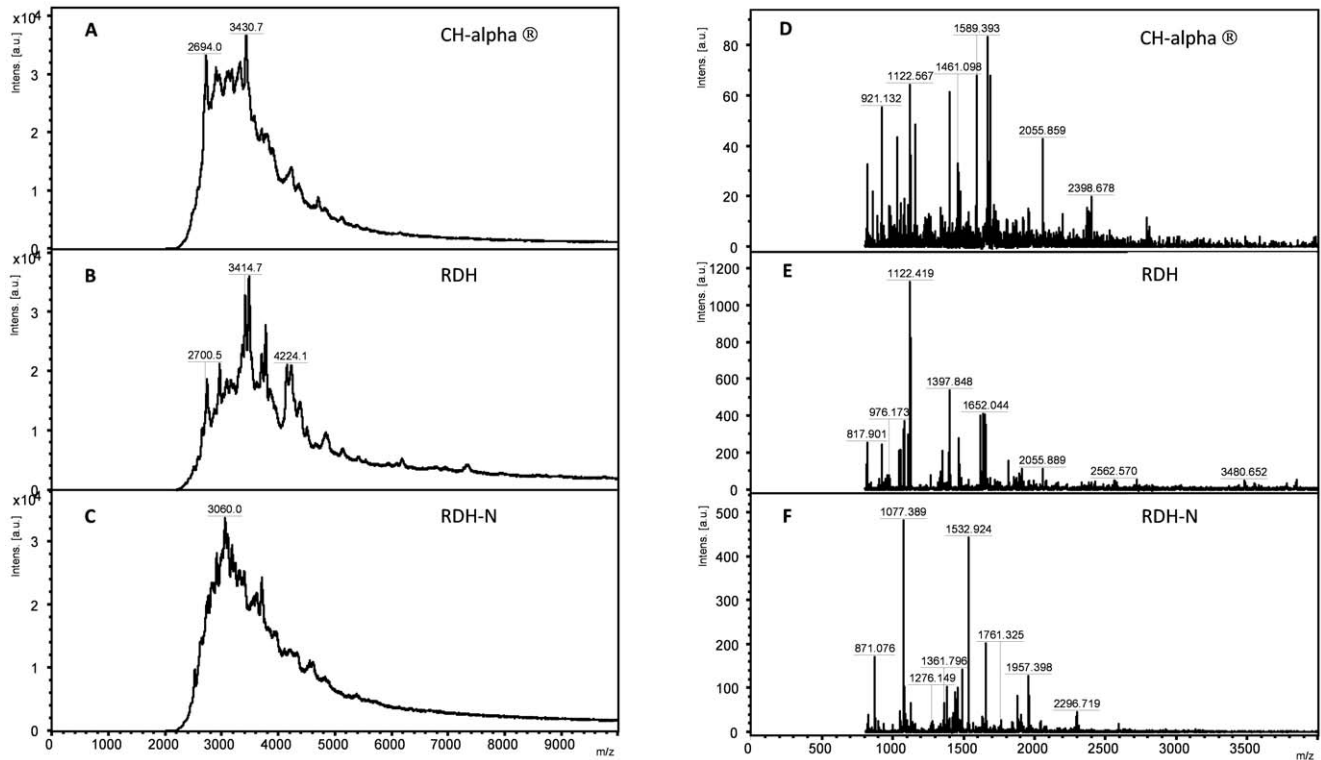 x10⁴
A
3430.7
CH-alpha ®
2694.0
Intens. [a.u.]
3
2
1
0
x10⁴
B
3414.7
RDH
2700.5
4224.1
Intens. [a.u.]
3
2
1
0
x10⁴
C
3060.0
RDH-N
Intens. [a.u.]
3
2
1
0
0 1000 2000 3000 4000 5000 6000 7000 8000 9000
m/z
D
1589.393
CH-alpha ®
1461.098
1122.567
921.132
2055.859
2398.678
Intens. [a.u.]
80
60
40
20
0
E
1122.419
RDH
1397.848
1652.044
976.173
817.901
2055.889
2562.570
3480.652
Intens. [a.u.]
1200
1000
800
600
400
200
0
F
1077.389
RDH-N
1532.924
1761.325
871.076
1361.796
1276.149
1957.398
2296.719
Intens. [a.u.]
500
400
300
200
100
0
0 500 1000 1500 2000 2500 3000 3500
m/z